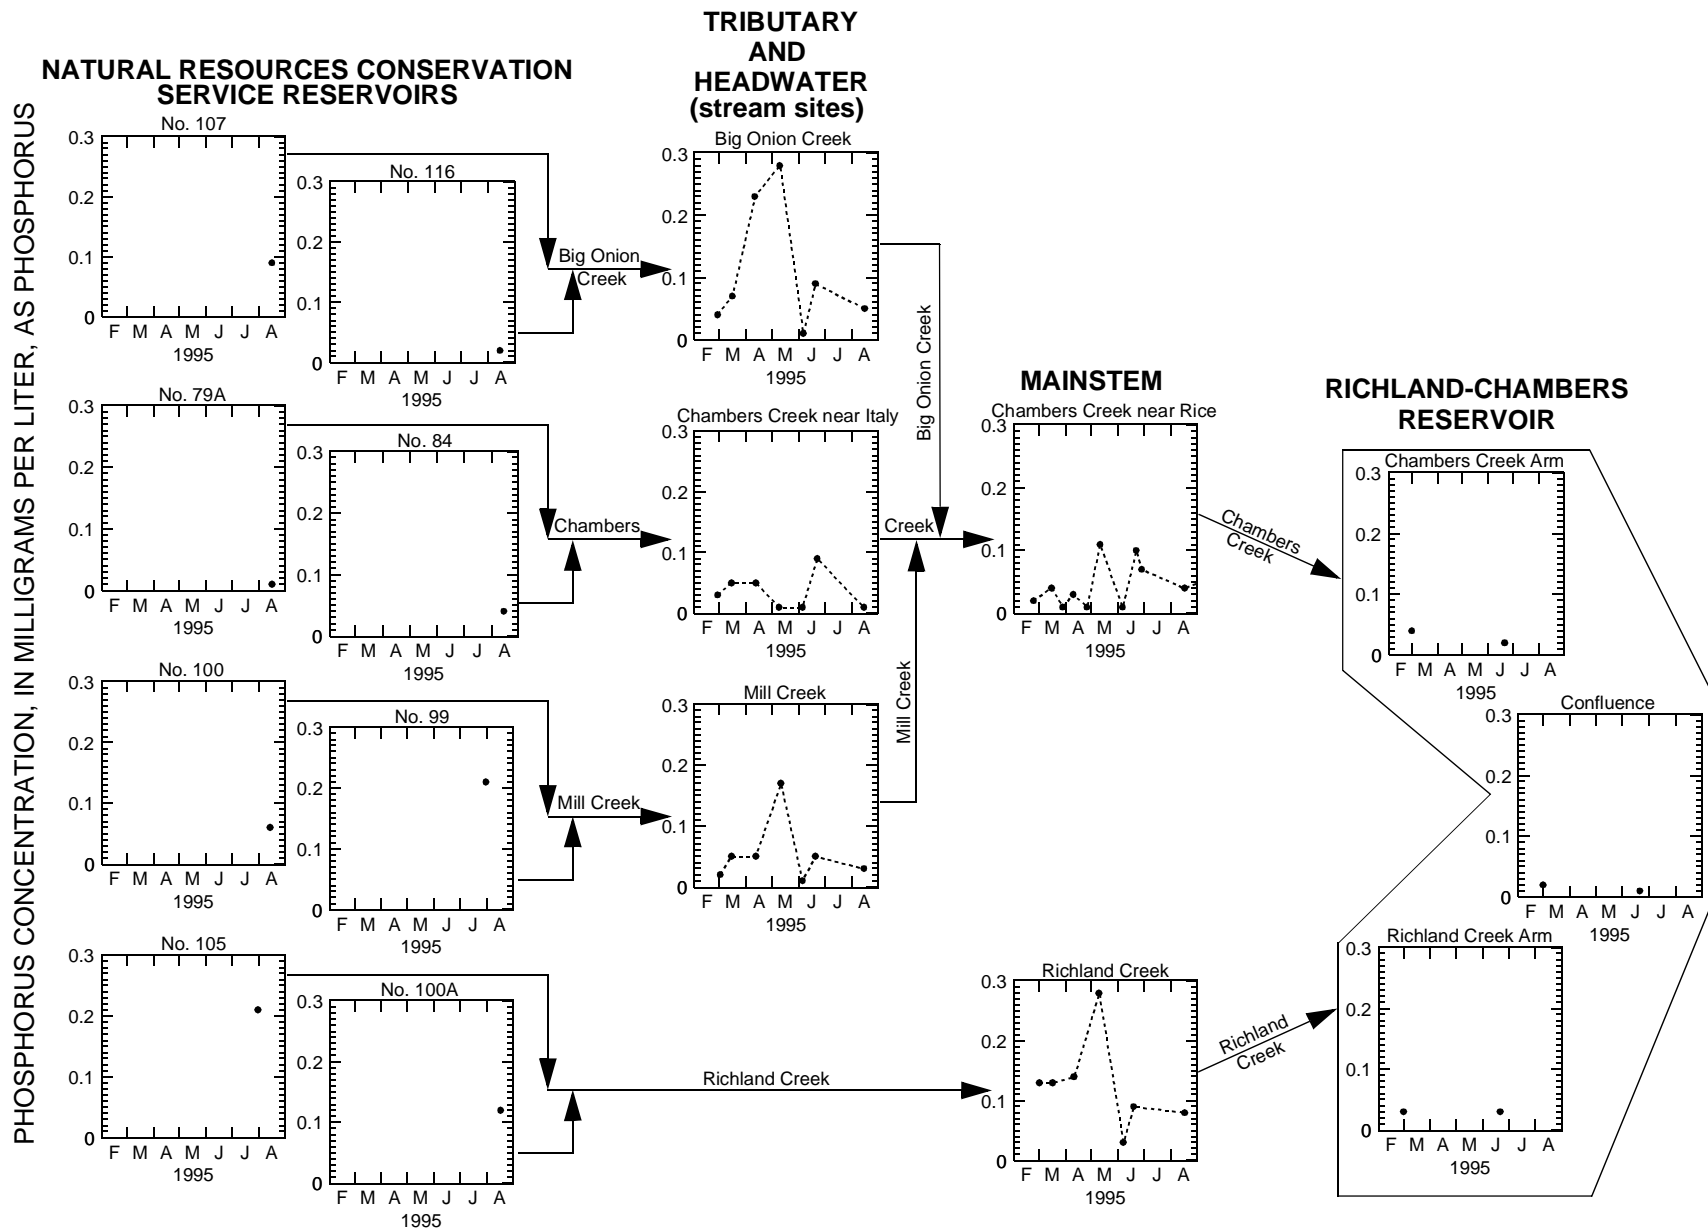 PHOSPHORUS CONCENTRATION, IN MILLIGRAMS PER LITER, AS PHOSPHORUS
NATURAL RESOURCES CONSERVATION
SERVICE RESERVOIRS
No. 107
0.3
0.2
0.1
0
F M A M J J A
1995
No. 116
0.3
0.2
0.1
0
F M A M J J A
1995
No. 79A
0.3
0.2
0.1
0
F M A M J J A
1995
No. 84
0.3
0.2
0.1
0
F M A M J J A
1995
No. 100
0.3
0.2
0.1
0
F M A M J J A
1995
No. 99
0.3
0.2
0.1
0
F M A M J J A
1995
No. 105
0.3
0.2
0.1
0
F M A M J J A
1995
No. 100A
0.3
0.2
0.1
0
F M A M J J A
1995
Big Onion
Creek
Chambers
Mill Creek
Richland Creek
TRIBUTARY
AND
HEADWATER
(stream sites)
Big Onion Creek
0.3
0.2
0.1
0
F M A M J J A
1995
Chambers Creek near Italy
0.3
0.2
0.1
0
F M A M J J A
1995
Mill Creek
0.3
0.2
0.1
0
F M A M J J A
1995
Big Onion Creek
Creek
Mill Creek
MAINSTEM
Chambers Creek near Rice
0.3
0.2
0.1
0
F M A M J J A
1995
Richland Creek
0.3
0.2
0.1
0
F M A M J J A
1995
Chambers
Creek
Richland
Creek
RICHLAND-CHAMBERS
RESERVOIR
Chambers Creek Arm
0.3
0.2
0.1
0
F M A M J J A
1995
Confluence
0.3
0.2
0.1
0
F M A M J J A
1995
Richland Creek Arm
0.3
0.2
0.1
0
F M A M J J A
1995